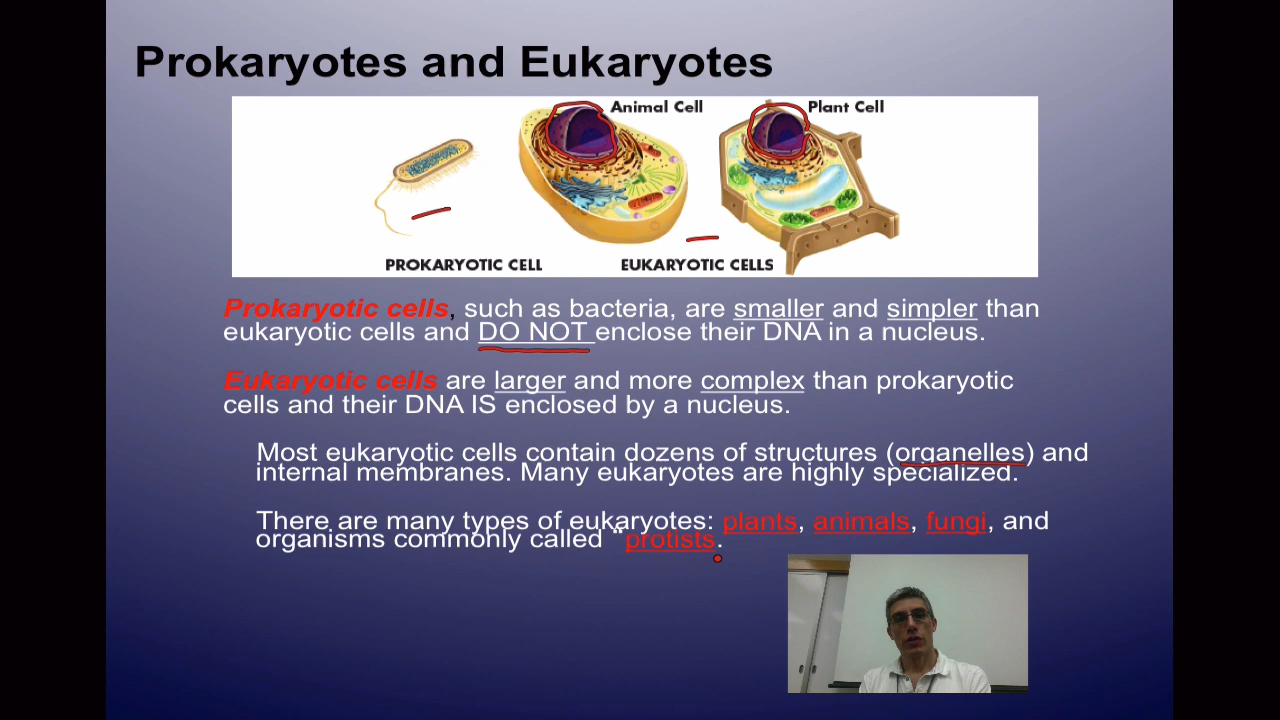 Prokaryotes and Eukaryotes
Animal Cell
Plant Cell
PROKARYOTIC CELL
EUKARYOTIC CELLS
Prokaryotic cells, such as bacteria, are smaller and simpler than
eukaryotic cells and DO NOT enclose their DNA in a nucleus.
Eukaryotic cells are larger and more complex than prokaryotic
cells and their DNA IS enclosed by a nucleus.
Most eukaryotic cells contain dozens of structures (organelles) and
internal membranes. Many eukaryotes are highly specialized.
There are many types of eukaryotes: plants, animals, fungi, and
organisms commonly called “protists.